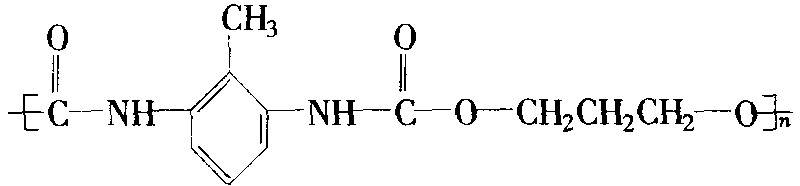 O CH₃ O
[C—NH NH—C—O—CH₂CH₂CH₂—O]ₙ